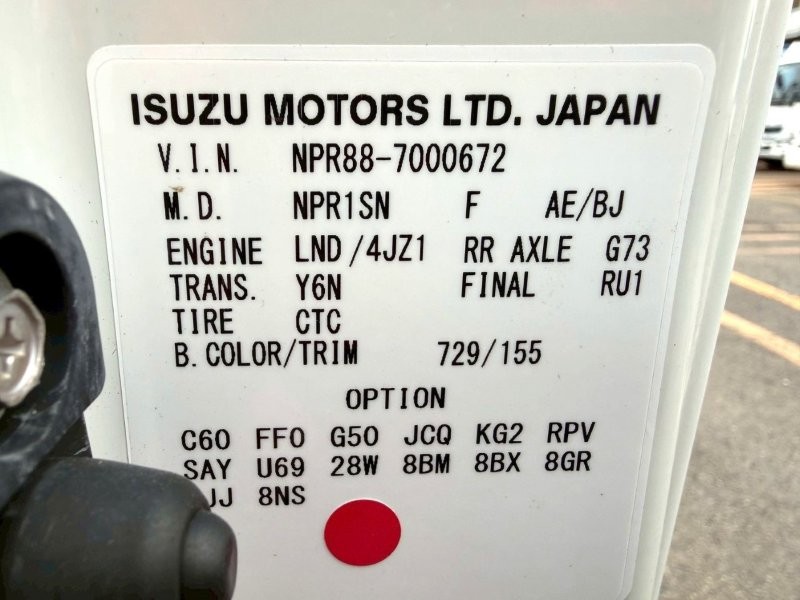 ISUZU MOTORS LTD. JAPAN
V.I.N. NPR88-7000672
M.D. NPR1SN F AE/BJ
ENGINE LND/4JZ1 RR AXLE G73
TRANS. Y6N FINAL RU1
TIRE CTC
B.COLOR/TRIM 729/155
OPTION
C60 FF0 G50 JCQ KG2 RPV
SAY U69 28W 8BM 8BX 8GR
8NS